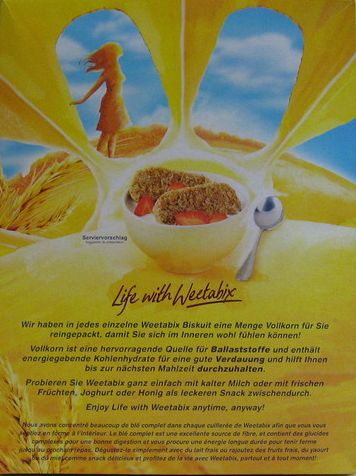 Serviervorschlag
Suggestion de présentation
Life with Weetabix
Wir haben in jedes einzelne Weetabix Biskuit eine Menge Vollkorn für Sie
reingepackt, damit Sie sich im Inneren wohl fühlen können!
Vollkorn ist eine hervorragende Quelle für Ballaststoffe und enthält
energiegebende Kohlenhydrate für eine gute Verdauung und hilft Ihnen
bis zur nächsten Mahlzeit durchzuhalten.
Probieren Sie Weetabix ganz einfach mit kalter Milch oder mit frischen
Früchten, Joghurt oder Honig als leckeren Snack zwischendurch.
Enjoy Life with Weetabix anytime, anyway!
Nous avons concentré beaucoup de blé complet dans chaque cuillerée de Weetabix afin que vous vous
sentiez en forme à l'intérieur. Le blé complet est une excellente source de fibre, et contient des glucides
complexes pour une bonne digestion et vous procure une énergie longue durée pour tenir ferme
jusqu'au prochain repas. Dégustez-le simplement avec du lait froid ou rajoutez des fruits frais, du yaourt
ou du miel comme snack délicieux et profitez de la vie avec Weetabix, partout et à tout moment!